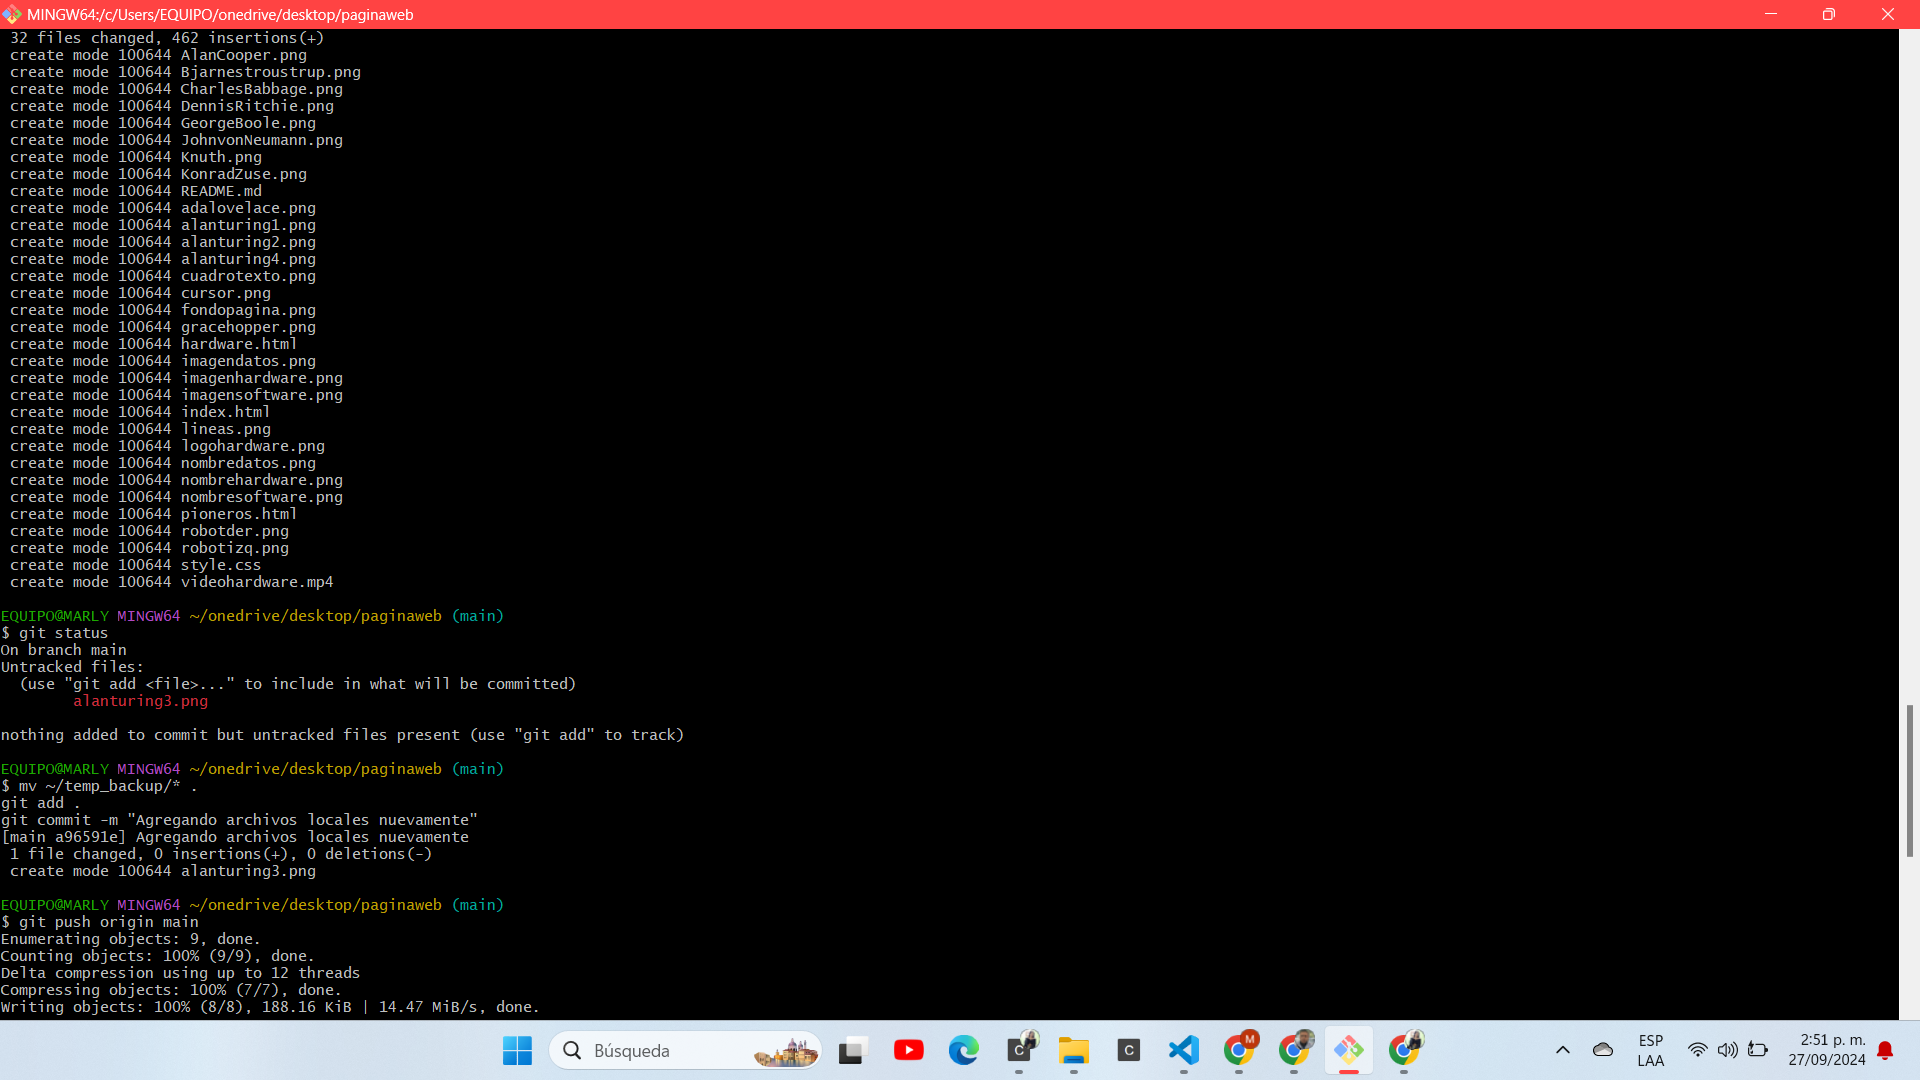 MINGW64:/c/Users/EQUIPO/onedrive/desktop/paginaweb
32 files changed, 462 insertions(+)
create mode 100644 AlanCooper.png
create mode 100644 Bjarnestroustrup.png
create mode 100644 CharlesBabbage.png
create mode 100644 DennisRitchie.png
create mode 100644 GeorgeBoole.png
create mode 100644 JohnvonNeumann.png
create mode 100644 Knuth.png
create mode 100644 KonradZuse.png
create mode 100644 README.md
create mode 100644 adalovelace.png
create mode 100644 alanturing1.png
create mode 100644 alanturing2.png
create mode 100644 alanturing4.png
create mode 100644 cuadrotexto.png
create mode 100644 cursor.png
create mode 100644 fondopagina.png
create mode 100644 gracehopper.png
create mode 100644 hardware.html
create mode 100644 imagendatos.png
create mode 100644 imagenhardware.png
create mode 100644 imagensoftware.png
create mode 100644 index.html
create mode 100644 lineas.png
create mode 100644 logohardware.png
create mode 100644 nombredatos.png
create mode 100644 nombrehardware.png
create mode 100644 nombresoftware.png
create mode 100644 pioneros.html
create mode 100644 robotder.png
create mode 100644 robotizq.png
create mode 100644 style.css
create mode 100644 videohardware.mp4
EQUIPO@MARLY MINGW64 ~/onedrive/desktop/paginaweb (main)
$ git status
On branch main
Untracked files:
(use "git add <file>..." to include in what will be committed)
alanturing3.png
nothing added to commit but untracked files present (use "git add" to track)
EQUIPO@MARLY MINGW64 ~/onedrive/desktop/paginaweb (main)
$ mv ~/temp_backup/* .
git add .
git commit -m "Agregando archivos locales nuevamente"
[main a96591e] Agregando archivos locales nuevamente
1 file changed, 0 insertions(+), 0 deletions(-)
create mode 100644 alanturing3.png
EQUIPO@MARLY MINGW64 ~/onedrive/desktop/paginaweb (main)
$ git push origin main
Enumerating objects: 9, done.
Counting objects: 100% (9/9), done.
Delta compression using up to 12 threads
Compressing objects: 100% (7/7), done.
Writing objects: 100% (8/8), 188.16 KiB | 14.47 MiB/s, done.
Búsqueda
C
C
M
ESP
LAA
2:51 p. m.
27/09/2024